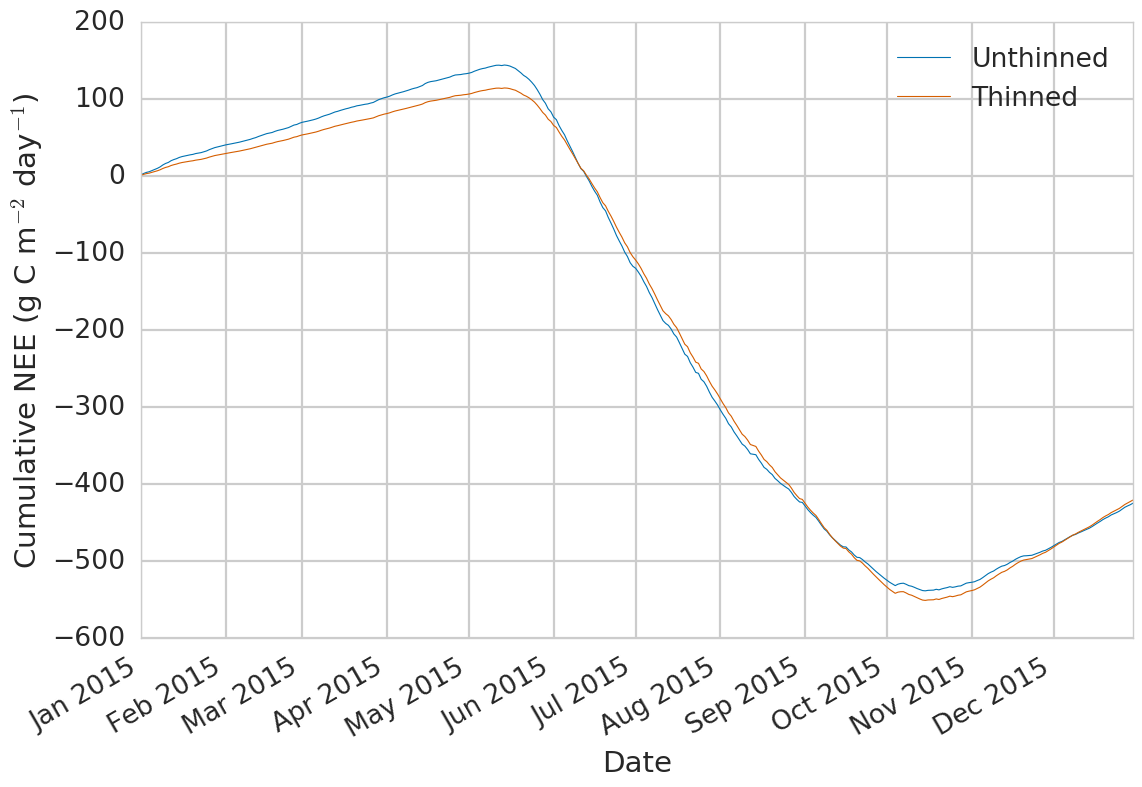 200
100
0
−100
−200
−300
−400
−500
−600
Cumulative NEE (g C m⁻² day⁻¹)
Unthinned
Thinned
Jan 2015
Feb 2015
Mar 2015
Apr 2015
May 2015
Jun 2015
Jul 2015
Aug 2015
Sep 2015
Oct 2015
Nov 2015
Dec 2015
Date